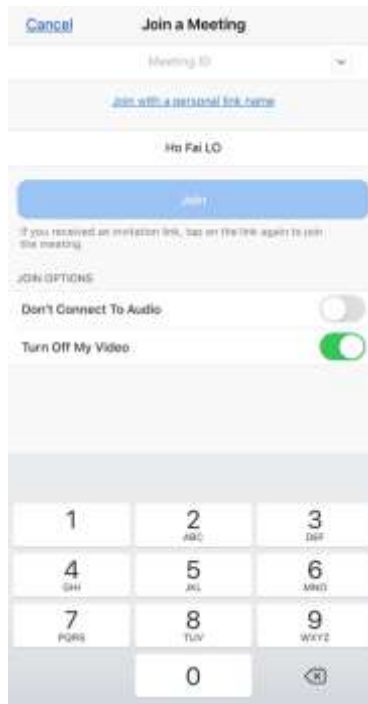 Cancel Join a Meeting
Meeting ID
Join with a personal link name
Ho Fai LO
Join
If you received an invitation link, tap on the link again to join
the meeting
JOIN OPTIONS
Don't Connect To Audio
Turn Off My Video
1 2 3
ABC DEF
4 5 6
GHI JKL MNO
7 8 9
PQRS TUV WXYZ
0